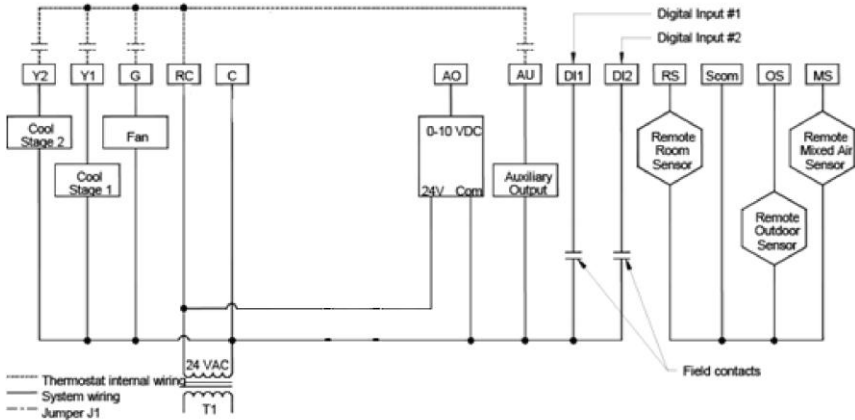 Digital Input #1
Digital Input #2
Y2 Y1 G RC C AO AU DI1 DI2 RS Scom OS MS
Cool
Stage 2
Fan
0-10 VDC
24V Com
Cool
Stage 1
Auxiliary
Output
Remote
Room
Sensor
Remote
Mixed Air
Sensor
Remote
Outdoor
Sensor
24 VAC
T1
Field contacts
Thermostat internal wiring
System wiring
Jumper J1